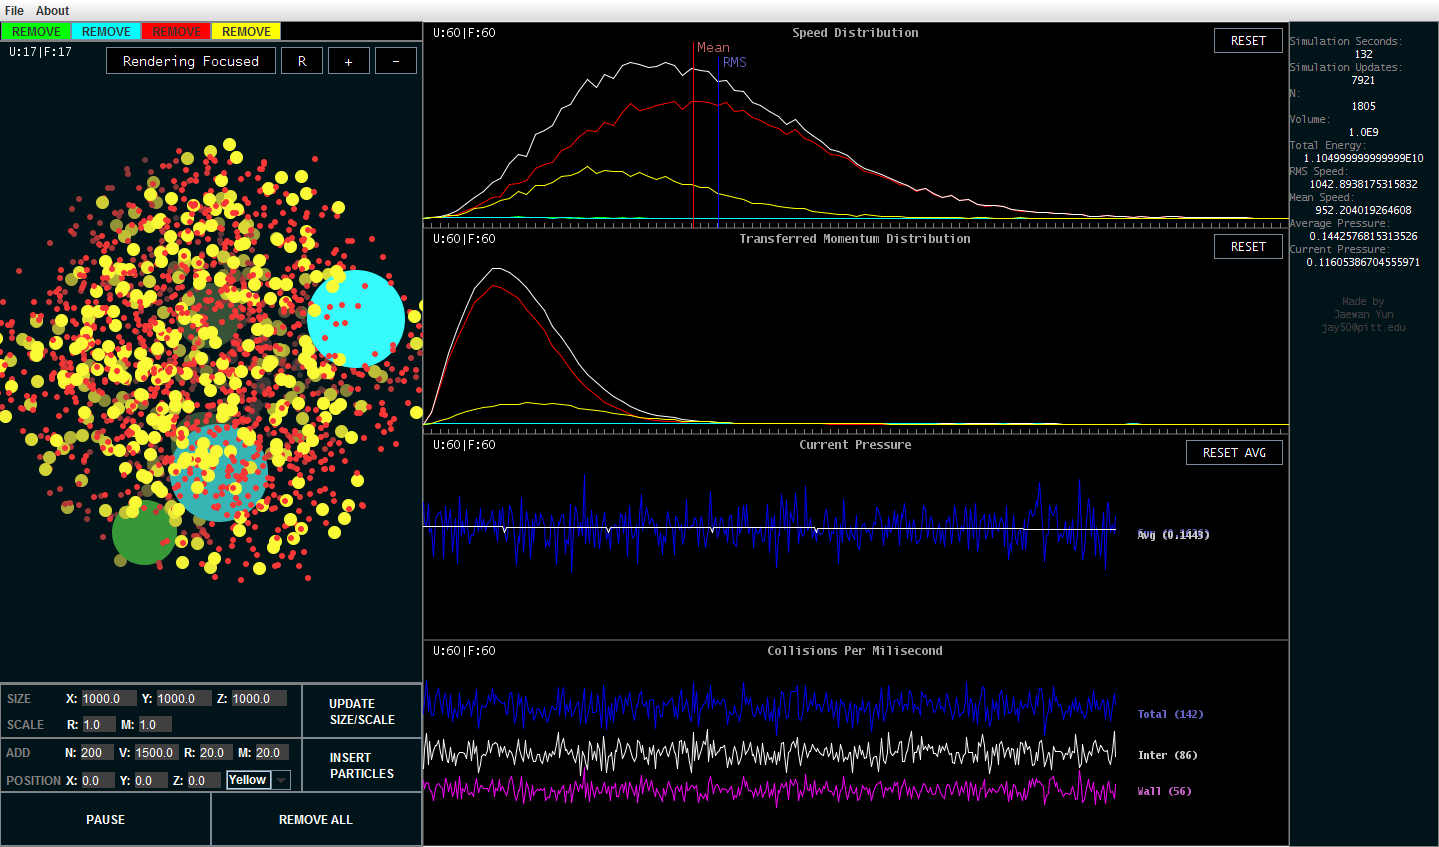 File About
REMOVE REMOVE REMOVE REMOVE
U:17|F:17
Rendering Focused R + -
U:60|F:60 Speed Distribution RESET
Mean
RMS
U:60|F:60 Transferred Momentum Distribution RESET
U:60|F:60 Current Pressure RESET AVG
Avg (0.1443)
U:60|F:60 Collisions Per Milisecond
Total (142)
Inter (86)
Wall (56)
Simulation Seconds:
132
Simulation Updates:
7921
N:
1805
Volume:
1.0E9
Total Energy:
1.104999999999999E10
RMS Speed:
1042.8938175315832
Mean Speed:
952.204019264608
Average Pressure:
0.1442576815313526
Current Pressure:
0.11605386704555971
Made by
Jaewan Yun
jay50@pitt.edu
SIZE X: 1000.0 Y: 1000.0 Z: 1000.0
SCALE R: 1.0 M: 1.0
UPDATE
SIZE/SCALE
ADD N: 200 V: 1500.0 R: 20.0 M: 20.0
POSITION X: 0.0 Y: 0.0 Z: 0.0 Yellow
INSERT
PARTICLES
PAUSE REMOVE ALL